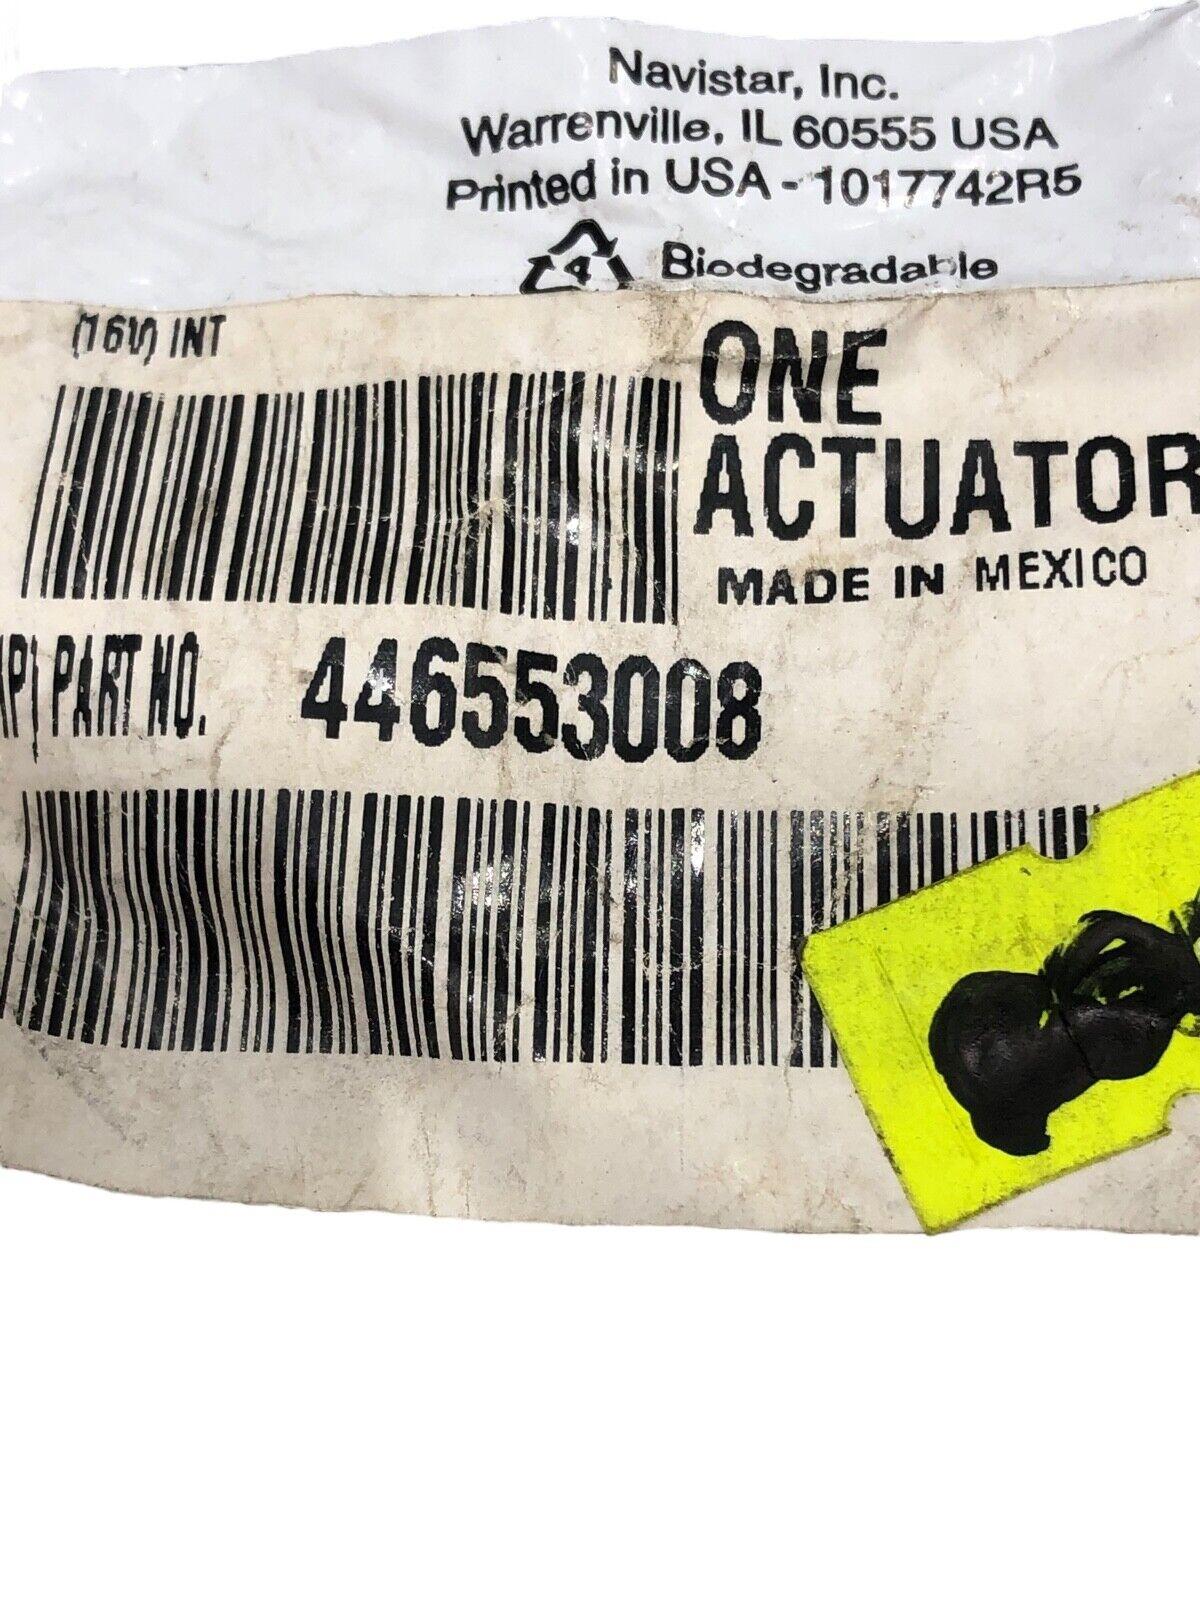 Navistar, Inc.
Warrenville, IL 60555 USA
Printed in USA - 1017742R5
4 Biodegradable
INT
ONE
ACTUATOR
MADE IN MEXICO
PART NO. 446553008